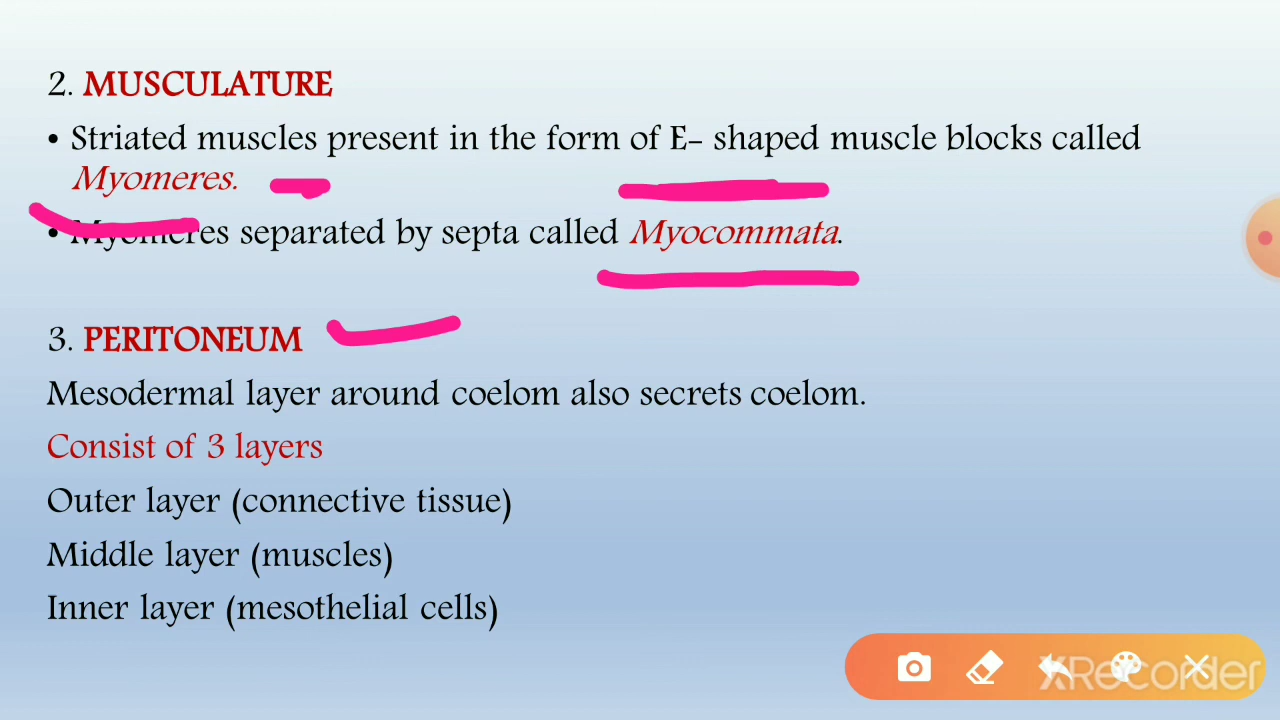 2. MUSCULATURE
• Striated muscles present in the form of E- shaped muscle blocks called
Myomeres.
• Myomeres separated by septa called Myocommata.
3. PERITONEUM
Mesodermal layer around coelom also secrets coelom.
Consist of 3 layers
Outer layer (connective tissue)
Middle layer (muscles)
Inner layer (mesothelial cells)
XRecorder